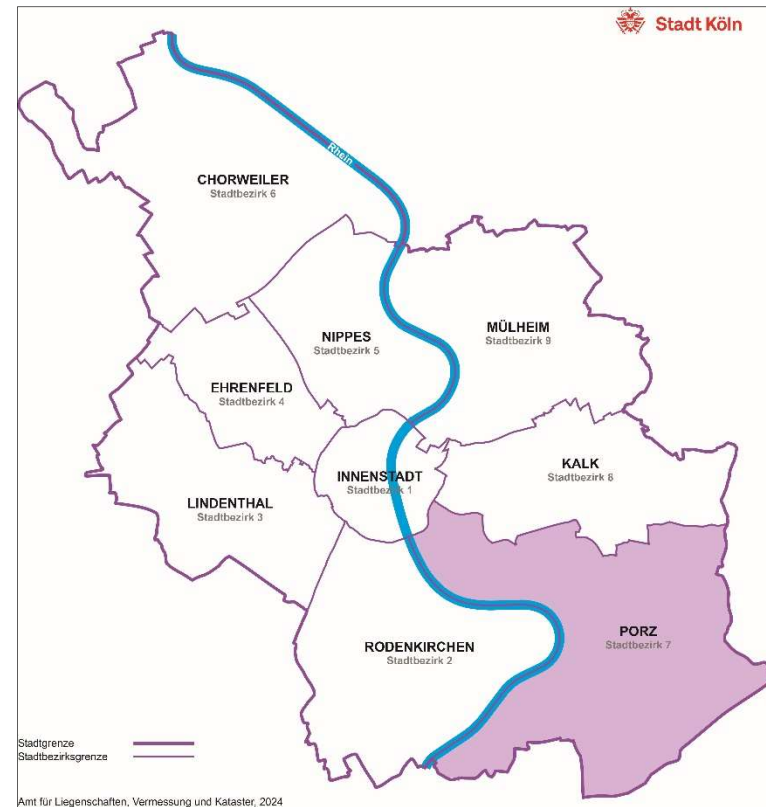 Stadt Köln
Rhein
CHORWEILER
Stadtbezirk 6
NIPPES
Stadtbezirk 5
MÜLHEIM
Stadtbezirk 9
EHRENFELD
Stadtbezirk 4
INNENSTADT
Stadtbezirk 1
KALK
Stadtbezirk 8
LINDENTHAL
Stadtbezirk 3
PORZ
Stadtbezirk 7
RODENKIRCHEN
Stadtbezirk 2
Stadtgrenze
Stadtbezirksgrenze
Amt für Liegenschaften, Vermessung und Kataster, 2024